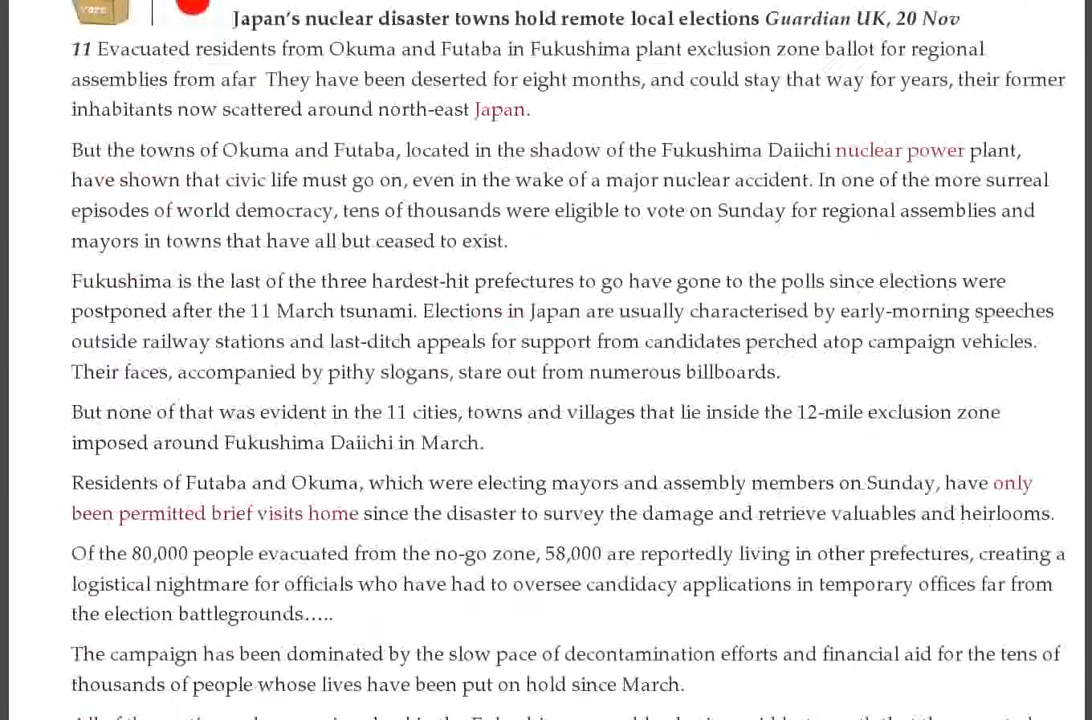 vote
Japan's nuclear disaster towns hold remote local elections Guardian UK, 20 Nov
11 Evacuated residents from Okuma and Futaba in Fukushima plant exclusion zone ballot for regional
assemblies from afar They have been deserted for eight months, and could stay that way for years, their former
inhabitants now scattered around north-east Japan.
But the towns of Okuma and Futaba, located in the shadow of the Fukushima Daiichi nuclear power plant,
have shown that civic life must go on, even in the wake of a major nuclear accident. In one of the more surreal
episodes of world democracy, tens of thousands were eligible to vote on Sunday for regional assemblies and
mayors in towns that have all but ceased to exist.
Fukushima is the last of the three hardest-hit prefectures to go have gone to the polls since elections were
postponed after the 11 March tsunami. Elections in Japan are usually characterised by early-morning speeches
outside railway stations and last-ditch appeals for support from candidates perched atop campaign vehicles.
Their faces, accompanied by pithy slogans, stare out from numerous billboards.
But none of that was evident in the 11 cities, towns and villages that lie inside the 12-mile exclusion zone
imposed around Fukushima Daiichi in March.
Residents of Futaba and Okuma, which were electing mayors and assembly members on Sunday, have only
been permitted brief visits home since the disaster to survey the damage and retrieve valuables and heirlooms.
Of the 80,000 people evacuated from the no-go zone, 58,000 are reportedly living in other prefectures, creating a
logistical nightmare for officials who have had to oversee candidacy applications in temporary offices far from
the election battlegrounds.....
The campaign has been dominated by the slow pace of decontamination efforts and financial aid for the tens of
thousands of people whose lives have been put on hold since March.